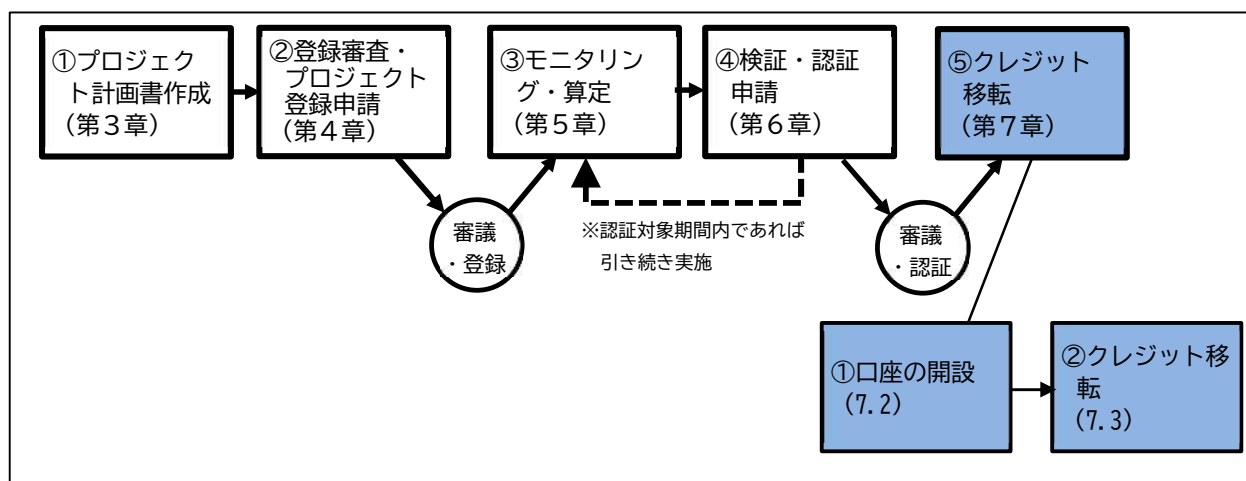 ①プロジェク
ト計画書作成
（第３章）
②登録審査・
プロジェクト
登録申請
（第４章）
③モニタリン
グ・算定
（第５章）
④検証・認証
申請
（第６章）
⑤クレジット
移転
（第７章）
審議
・登録
※認証対象期間内であれば
引き続き実施
審議
・認証
①口座の開設
(7.2)
②クレジット移
転
(7.3)